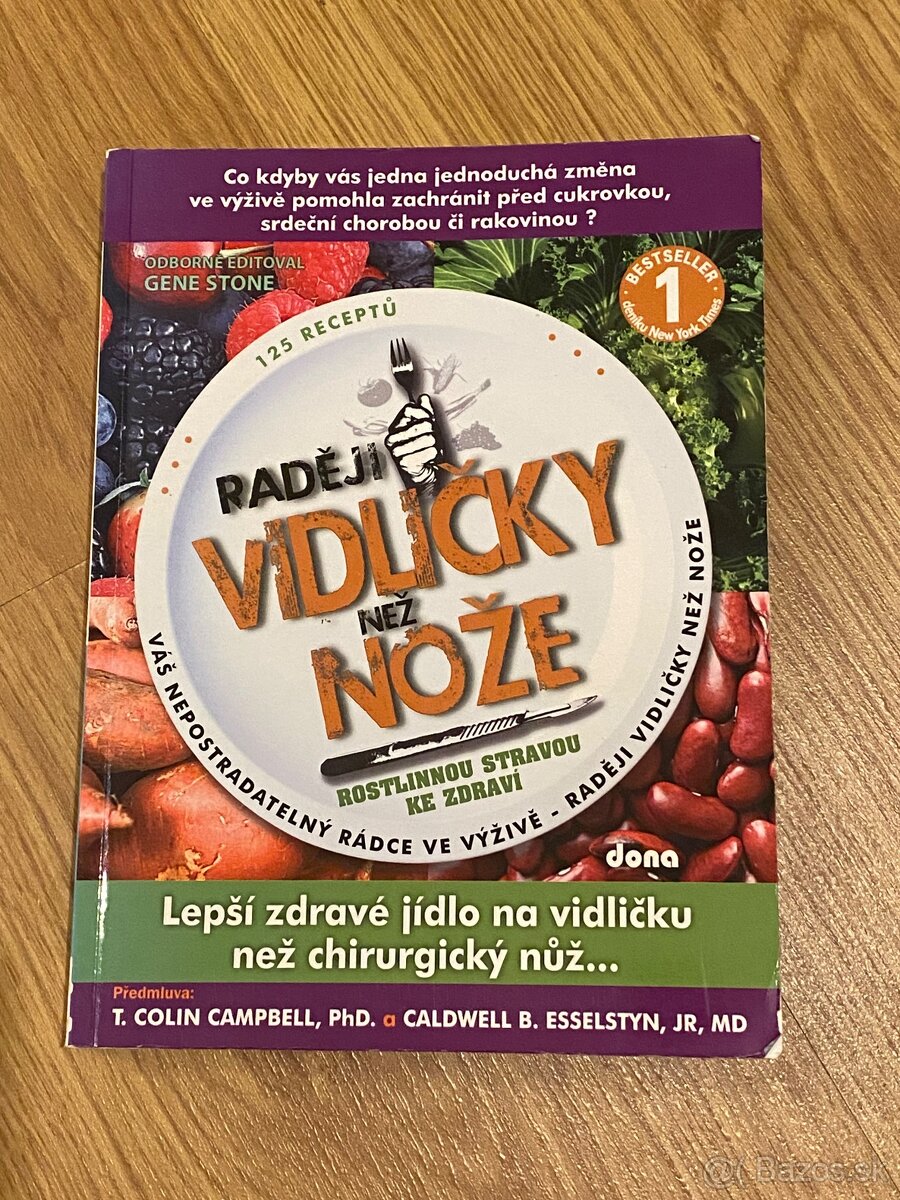 Co kdyby vás jedna jednoduchá změna
ve výživě pomohla zachránit před cukrovkou,
srdeční chorobou či rakovinou ?
ODBORNĚ EDITOVAL
GENE STONE
BESTSELLER
1
deníku New York Times
125 RECEPTŮ
RADĚJI
VIDLIČKY
NEŽ
NOŽE
ROSTLINNOU STRAVOU
KE ZDRAVÍ
VÁŠ NEPOSTRADATELNÝ RÁDCE VE VÝŽIVĚ - RADĚJI VIDLIČKY NEŽ NOŽE
dona
Lepší zdravé jídlo na vidličku
než chirurgický nůž...
Předmluva:
T. COLIN CAMPBELL, PhD. a CALDWELL B. ESSELSTYN, JR, MD
Bazos.sk